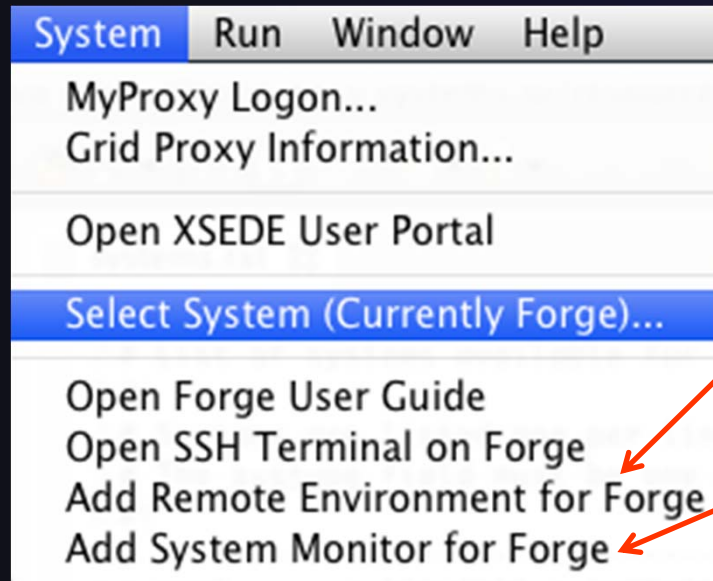 System Run Window Help
MyProxy Logon...
Grid Proxy Information...
Open XSEDE User Portal
Select System (Currently Forge)...
Open Forge User Guide
Open SSH Terminal on Forge
Add Remote Environment for Forge
Add System Monitor for Forge